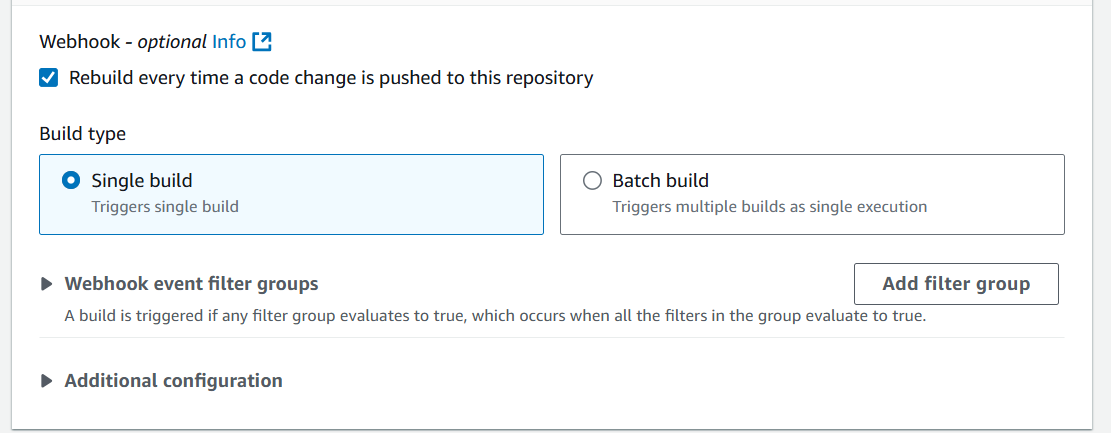 Webhook - optional Info
Rebuild every time a code change is pushed to this repository
Build type
Single build
Triggers single build
Batch build
Triggers multiple builds as single execution
Webhook event filter groups
Add filter group
A build is triggered if any filter group evaluates to true, which occurs when all the filters in the group evaluate to true.
Additional configuration